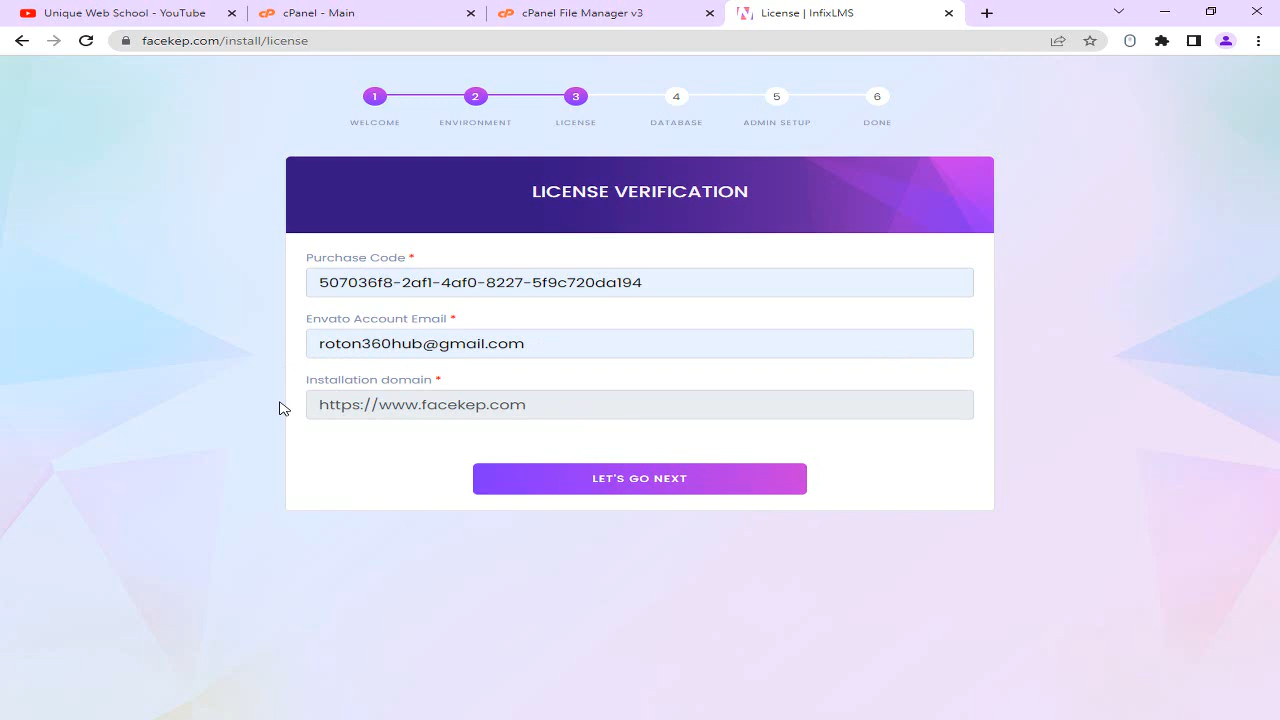 Unique Web School - YouTube
cPanel - Main
cPanel File Manager v3
License | InfixLMS
facekep.com/install/license
1 2 3 4 5 6
WELCOME ENVIRONMENT LICENSE DATABASE ADMIN SETUP DONE
LICENSE VERIFICATION
Purchase Code *
507036f8-2af1-4af0-8227-5f9c720da194
Envato Account Email *
roton360hub@gmail.com
Installation domain *
https://www.facekep.com
LET'S GO NEXT